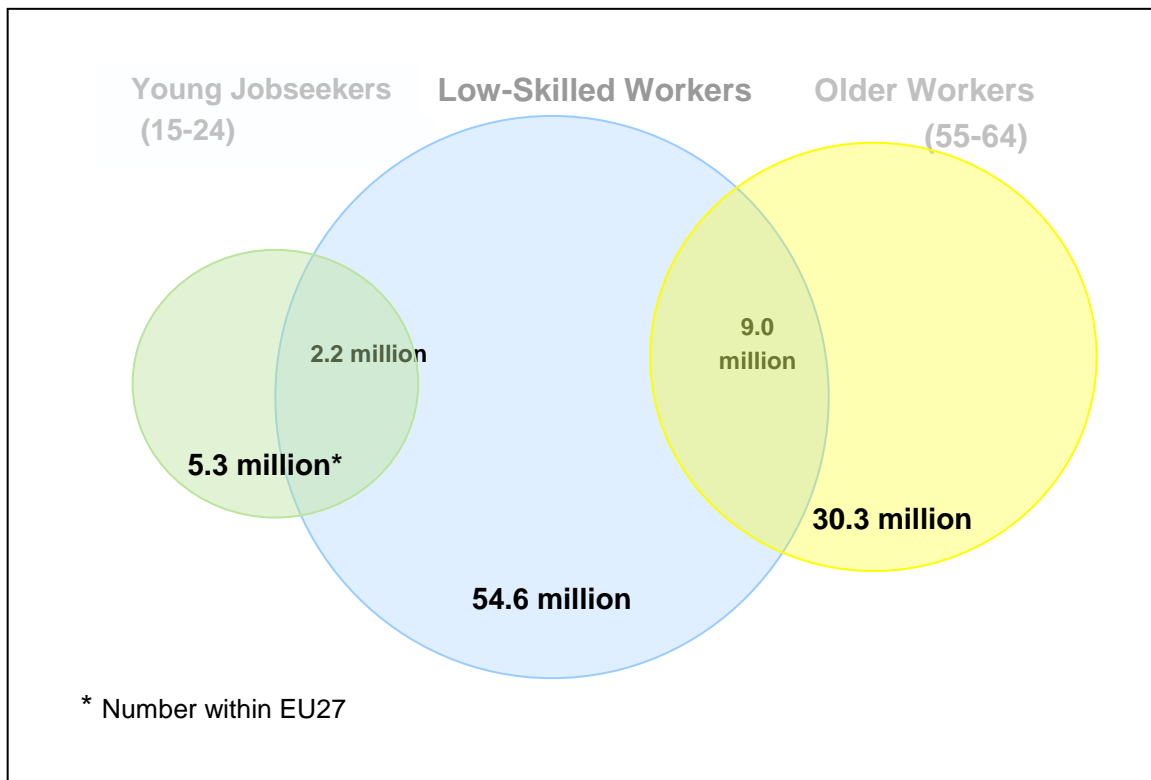 Young Jobseekers
(15-24)
Low-Skilled Workers
Older Workers
(55-64)
2.2 million
9.0
million
5.3 million*
30.3 million
54.6 million
* Number within EU27